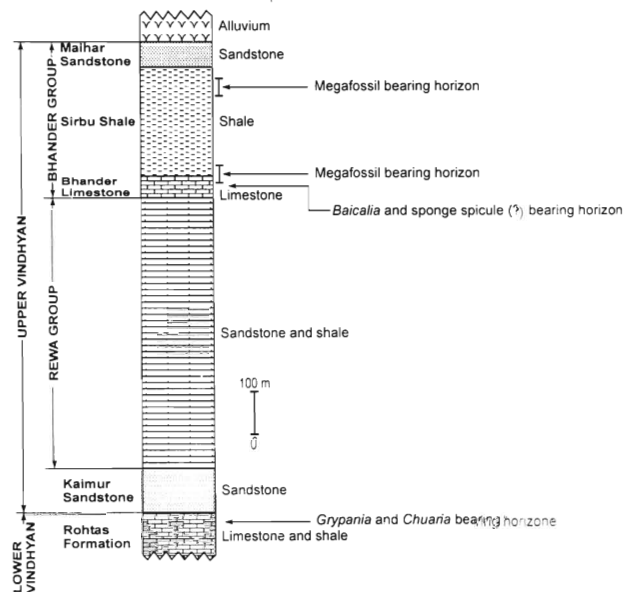 Alluvium
Maihar
Sandstone
Sandstone
Megafossil bearing horizon
Sirbu Shale
Shale
BHANDER GROUP
Megafossil bearing horizon
Bhander
Limestone
Limestone
Baicalia and sponge spicule (?) bearing horizon
UPPER VINDHYAN
REWA GROUP
Sandstone and shale
100 m
0
Kaimur
Sandstone
Sandstone
Grypania and Chuaria bearing horizone
Rohtas
Formation
Limestone and shale
LOWER
VINDHYAN